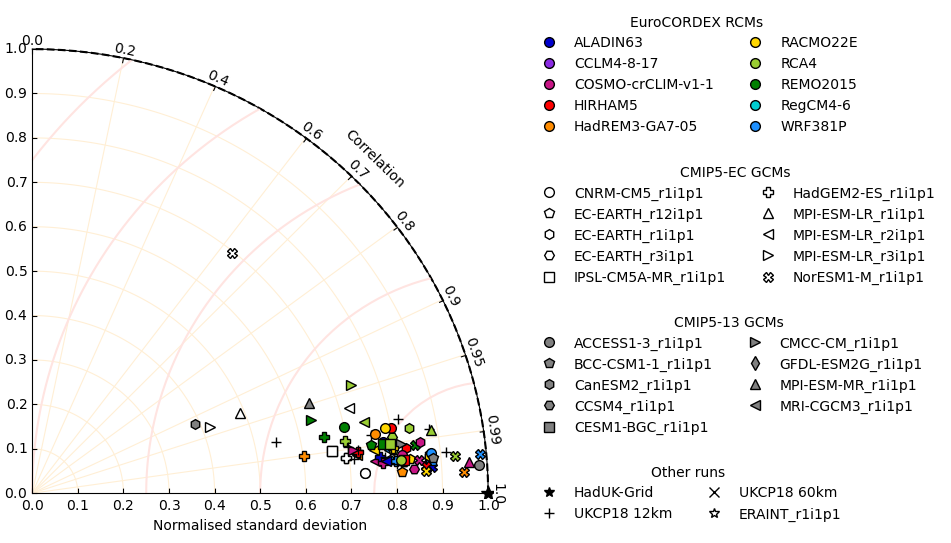 EuroCORDEX RCMs
ALADIN63
RACMO22E
CCLM4-8-17
RCA4
COSMO-crCLIM-v1-1
REMO2015
HIRHAM5
RegCM4-6
HadREM3-GA7-05
WRF381P
CMIP5-EC GCMs
CNRM-CM5_r1i1p1
HadGEM2-ES_r1i1p1
EC-EARTH_r12i1p1
MPI-ESM-LR_r1i1p1
EC-EARTH_r1i1p1
MPI-ESM-LR_r2i1p1
EC-EARTH_r3i1p1
MPI-ESM-LR_r3i1p1
IPSL-CM5A-MR_r1i1p1
NorESM1-M_r1i1p1
CMIP5-13 GCMs
ACCESS1-3_r1i1p1
CMCC-CM_r1i1p1
BCC-CSM1-1_r1i1p1
GFDL-ESM2G_r1i1p1
CanESM2_r1i1p1
MPI-ESM-MR_r1i1p1
CCSM4_r1i1p1
MRI-CGCM3_r1i1p1
CESM1-BGC_r1i1p1
Other runs
HadUK-Grid
UKCP18 60km
UKCP18 12km
ERAINT_r1i1p1
Correlation
0.0
0.2
0.4
0.6
0.7
0.8
0.9
0.95
0.99
1.0
1.0
0.9
0.8
0.7
0.6
0.5
0.4
0.3
0.2
0.1
0.0
0.0 0.1 0.2 0.3 0.4 0.5 0.6 0.7 0.8 0.9 1.0
Normalised standard deviation